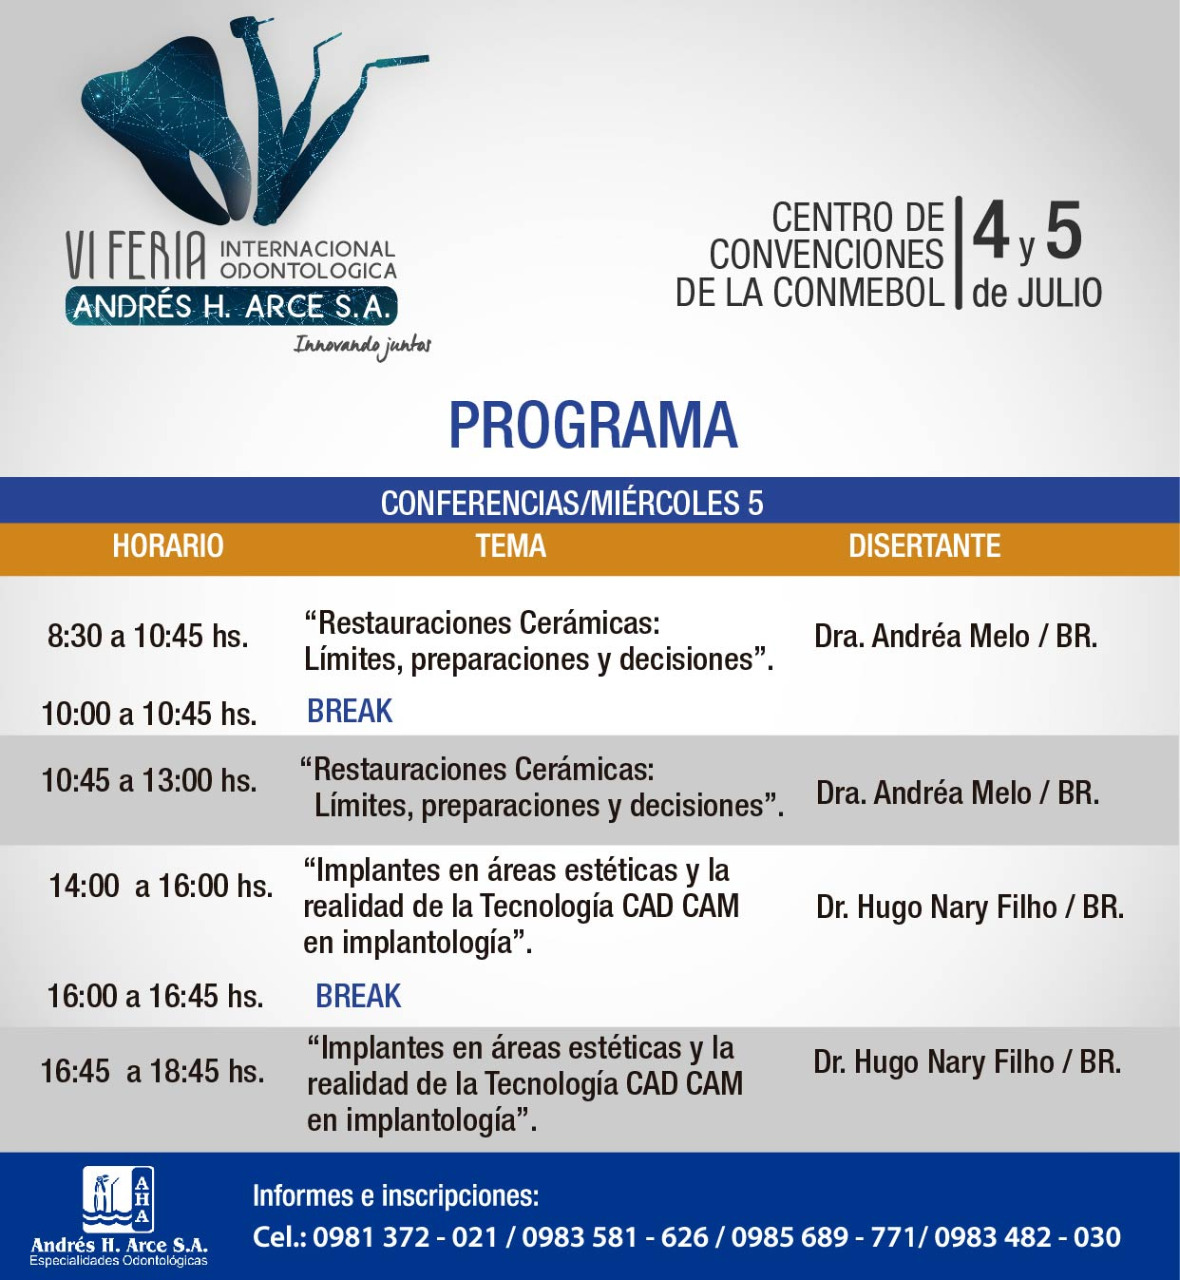 VI FERIA INTERNACIONAL
ODONTOLOGICA
ANDRÉS H. ARCE S.A.
Innovando juntos
CENTRO DE
CONVENCIONES
DE LA CONMEBOL
4 y 5
de JULIO
PROGRAMA
CONFERENCIAS/MIÉRCOLES 5
HORARIO TEMA DISERTANTE
8:30 a 10:45 hs. “Restauraciones Cerámicas:
Límites, preparaciones y decisiones”. Dra. Andréa Melo / BR.
10:00 a 10:45 hs. BREAK
10:45 a 13:00 hs. “Restauraciones Cerámicas:
Límites, preparaciones y decisiones”. Dra. Andréa Melo / BR.
14:00 a 16:00 hs. “Implantes en áreas estéticas y la
realidad de la Tecnología CAD CAM Dr. Hugo Nary Filho / BR.
en implantología”.
16:00 a 16:45 hs. BREAK
16:45 a 18:45 hs. “Implantes en áreas estéticas y la
realidad de la Tecnología CAD CAM Dr. Hugo Nary Filho / BR.
en implantología”.
AHA
Andrés H. Arce S.A.
Especialidades Odontológicas
Informes e inscripciones:
Cel.: 0981 372 - 021 / 0983 581 - 626 / 0985 689 - 771/ 0983 482 - 030